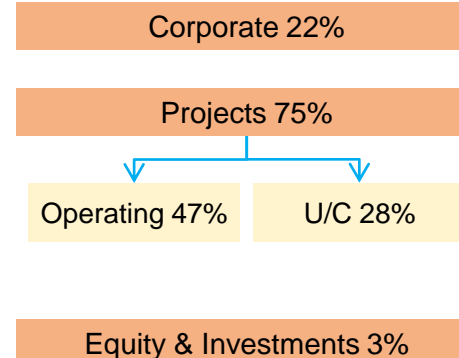 Corporate 22%
Projects 75%
Operating 47%
U/C 28%
Equity & Investments 3%